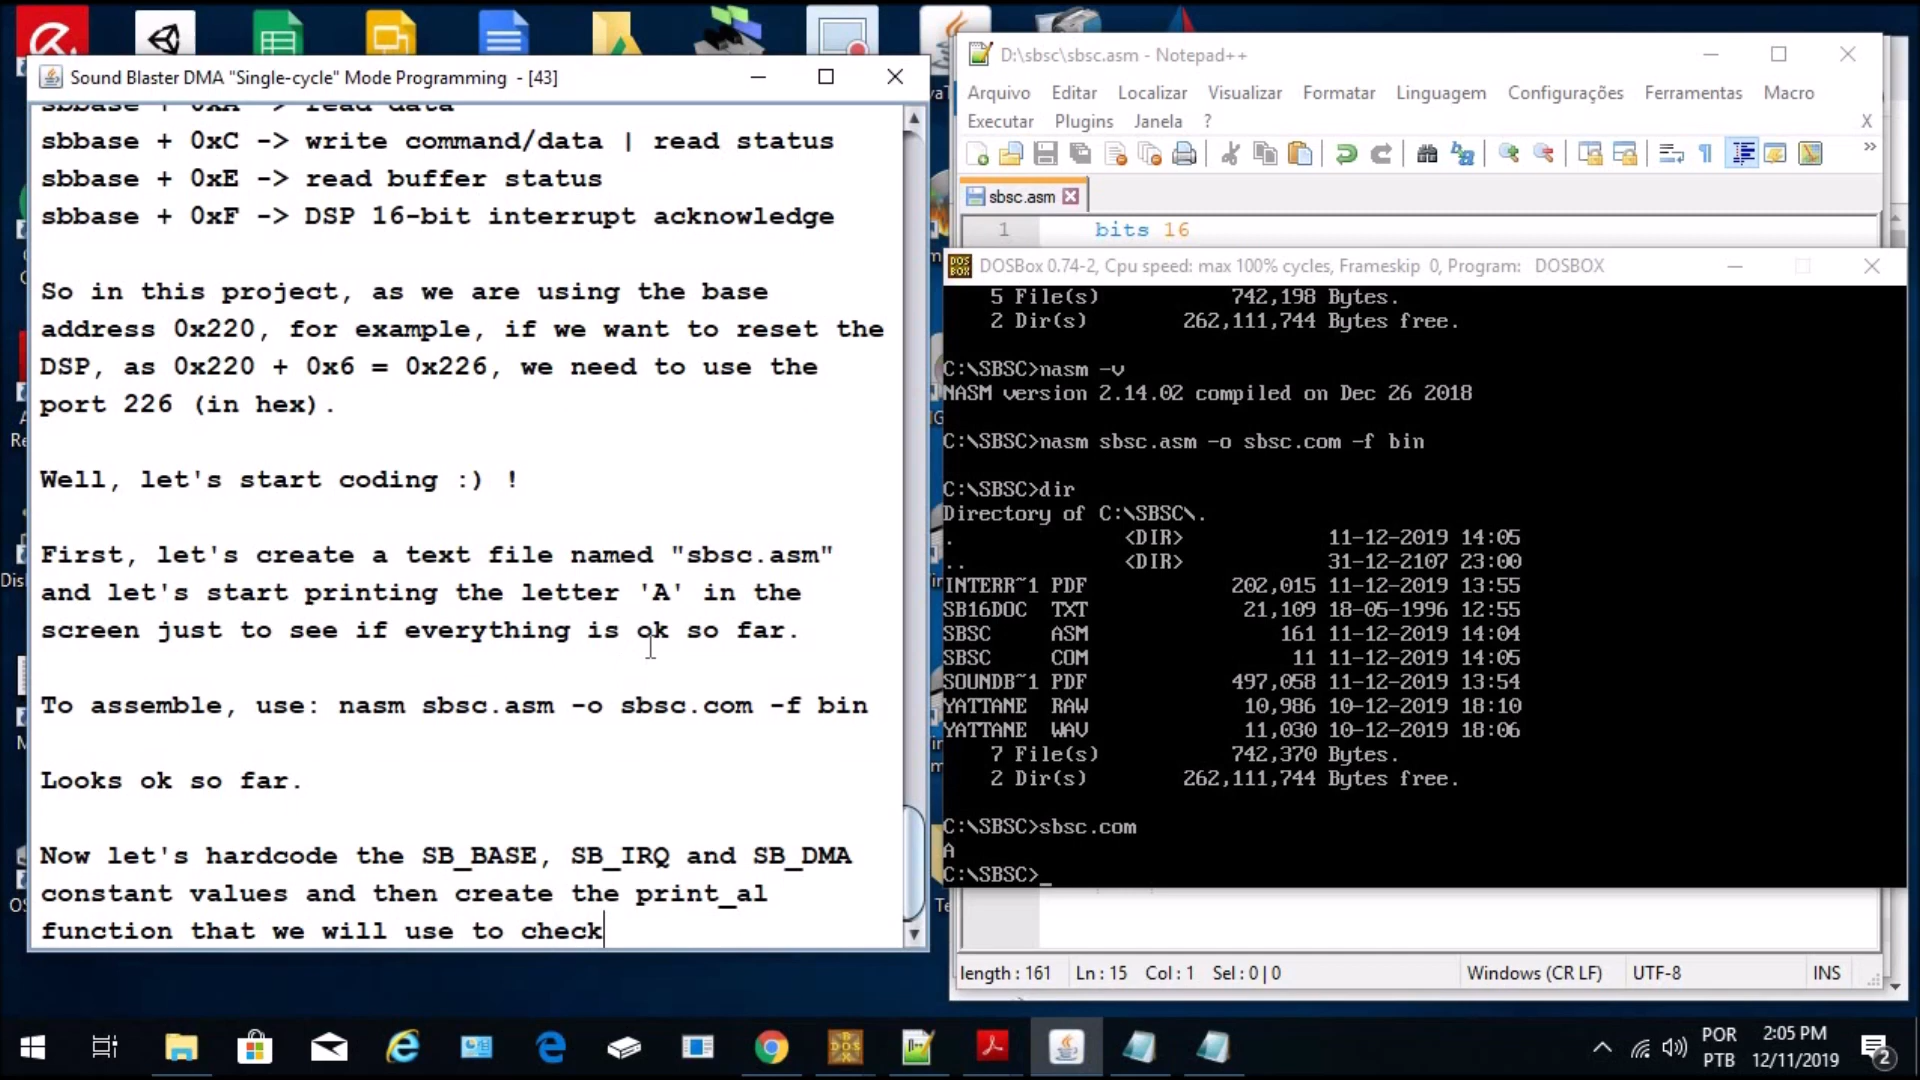 Sound Blaster DMA "Single-cycle" Mode Programming - [43]
sbbase + 0xA -> read data
sbbase + 0xC -> write command/data | read status
sbbase + 0xE -> read buffer status
sbbase + 0xF -> DSP 16-bit interrupt acknowledge
So in this project, as we are using the base
address 0x220, for example, if we want to reset the
DSP, as 0x220 + 0x6 = 0x226, we need to use the
port 226 (in hex).
Well, let's start coding :) !
First, let's create a text file named "sbsc.asm"
and let's start printing the letter 'A' in the
screen just to see if everything is ok so far.
To assemble, use: nasm sbsc.asm -o sbsc.com -f bin
Looks ok so far.
Now let's hardcode the SB_BASE, SB_IRQ and SB_DMA
constant values and then create the print_al
function that we will use to check
D:\sbsc\sbsc.asm - Notepad++
Arquivo Editar Localizar Visualizar Formatar Linguagem Configurações Ferramentas Macro
Executar Plugins Janela ? X
sbsc.asm
1 bits 16
DOSBox 0.74-2, Cpu speed: max 100% cycles, Frameskip 0, Program: DOSBOX
5 File(s) 742,198 Bytes.
2 Dir(s) 262,111,744 Bytes free.
C:\SBSC>nasm -v
NASM version 2.14.02 compiled on Dec 26 2018
C:\SBSC>nasm sbsc.asm -o sbsc.com -f bin
C:\SBSC>dir
Directory of C:\SBSC\.
. <DIR> 11-12-2019 14:05
.. <DIR> 31-12-2107 23:00
INTERR~1 PDF 202,015 11-12-2019 13:55
SB16DOC TXT 21,109 18-05-1996 12:55
SBSC ASM 161 11-12-2019 14:04
SBSC COM 11 11-12-2019 14:05
SOUNDB~1 PDF 497,058 11-12-2019 13:54
YATTANE RAW 10,986 10-12-2019 18:10
YATTANE WAV 11,030 10-12-2019 18:06
7 File(s) 742,370 Bytes.
2 Dir(s) 262,111,744 Bytes free.
C:\SBSC>sbsc.com
A
C:\SBSC>_
length : 161 Ln : 15 Col : 1 Sel : 0 | 0 Windows (CR LF) UTF-8 INS
POR
PTB
2:05 PM
12/11/2019
2